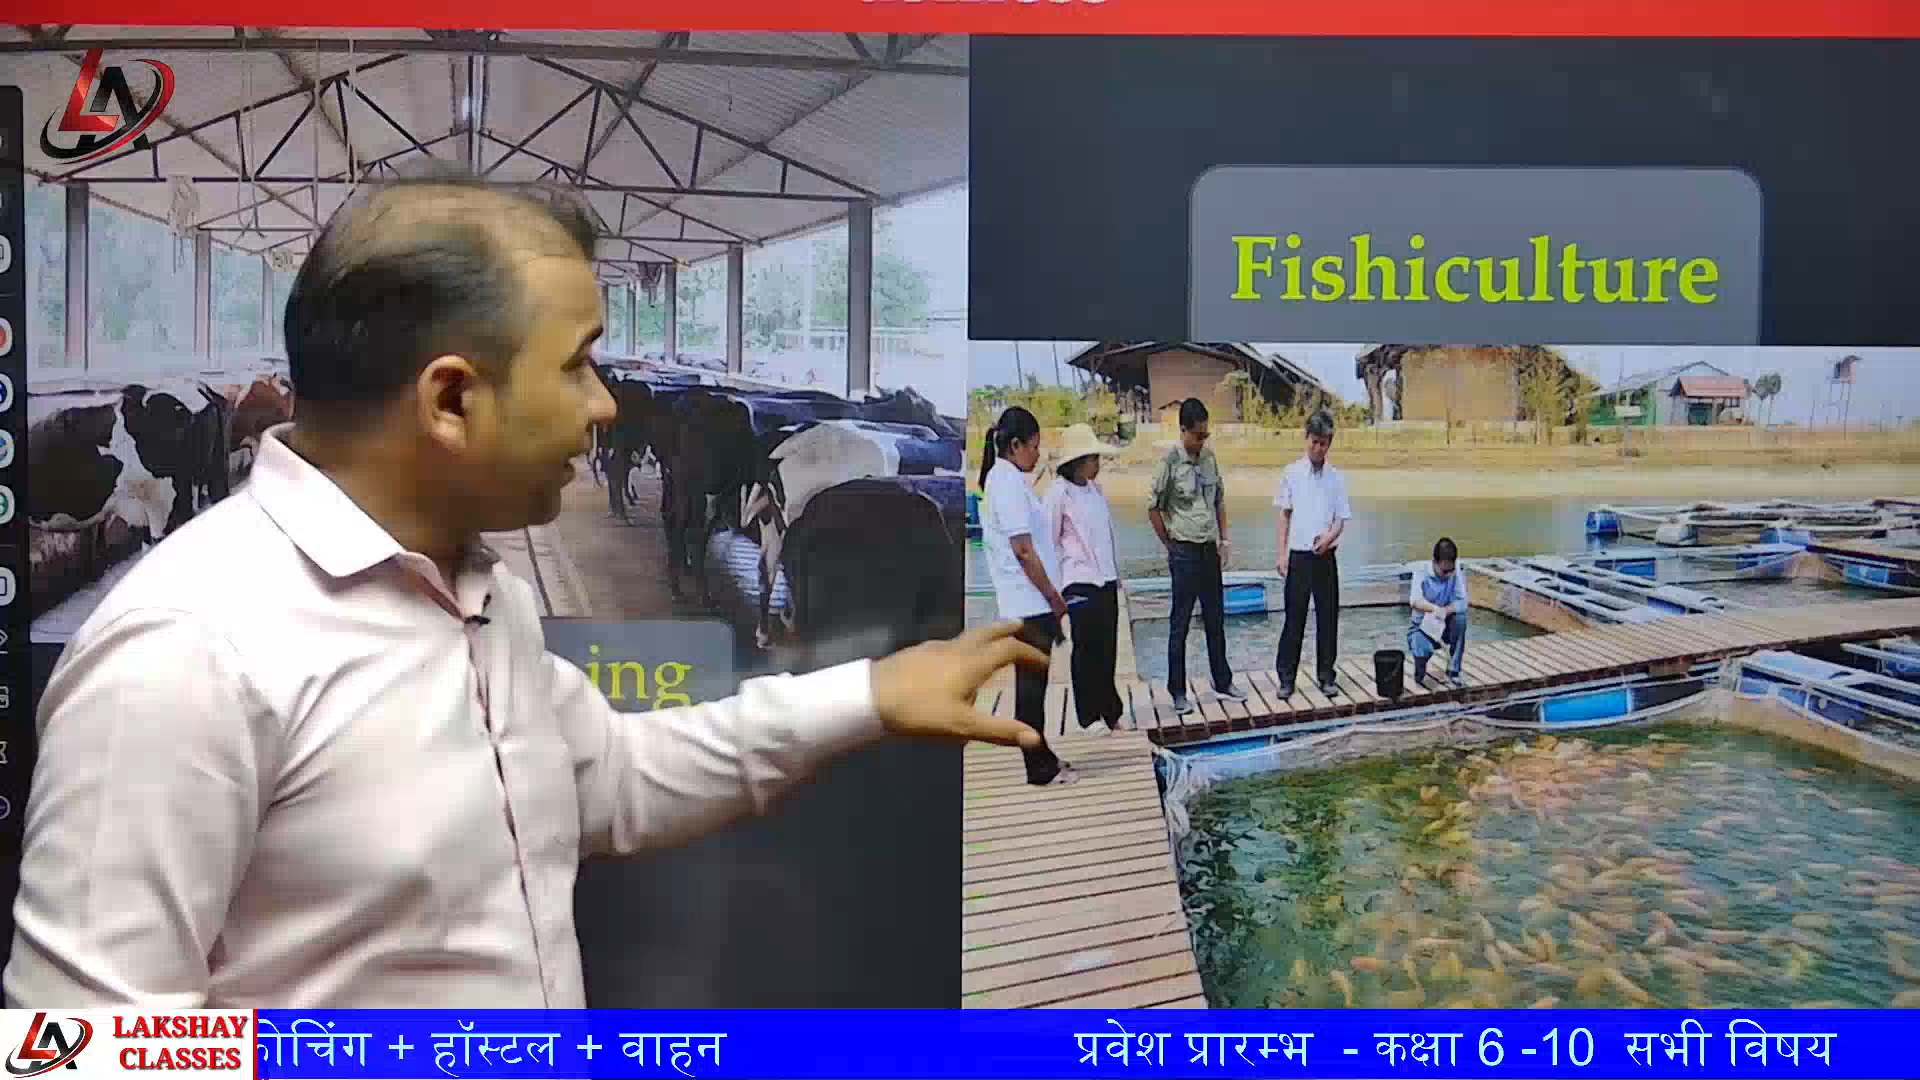 Fishiculture
ing
LAKSHAY
CLASSES
कोचिंग + हॉस्टल + वाहन
प्रवेश प्रारम्भ - कक्षा 6 -10 सभी विषय